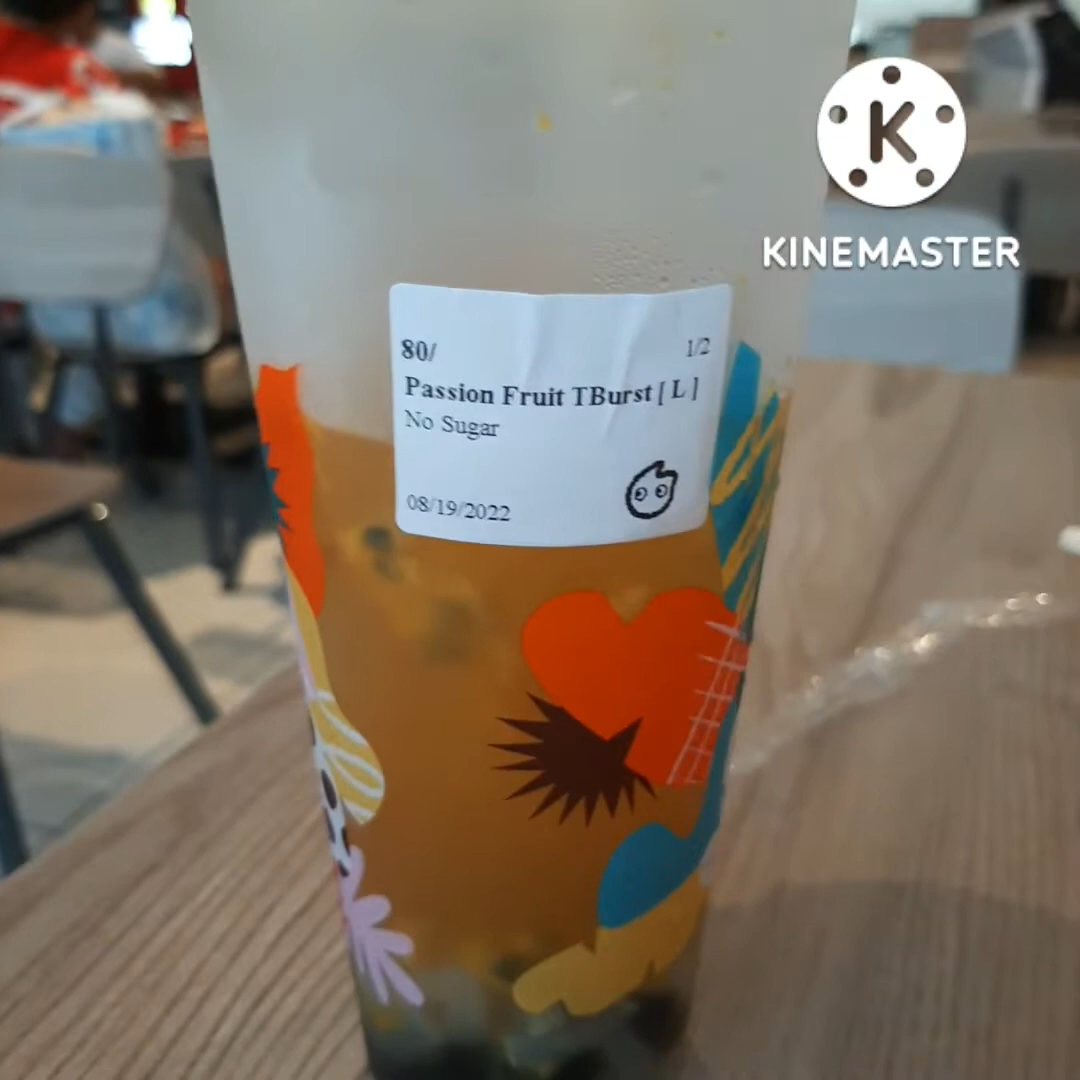 K
KINEMASTER
80/ 1/2
Passion Fruit TBurst [ L ]
No Sugar
08/19/2022